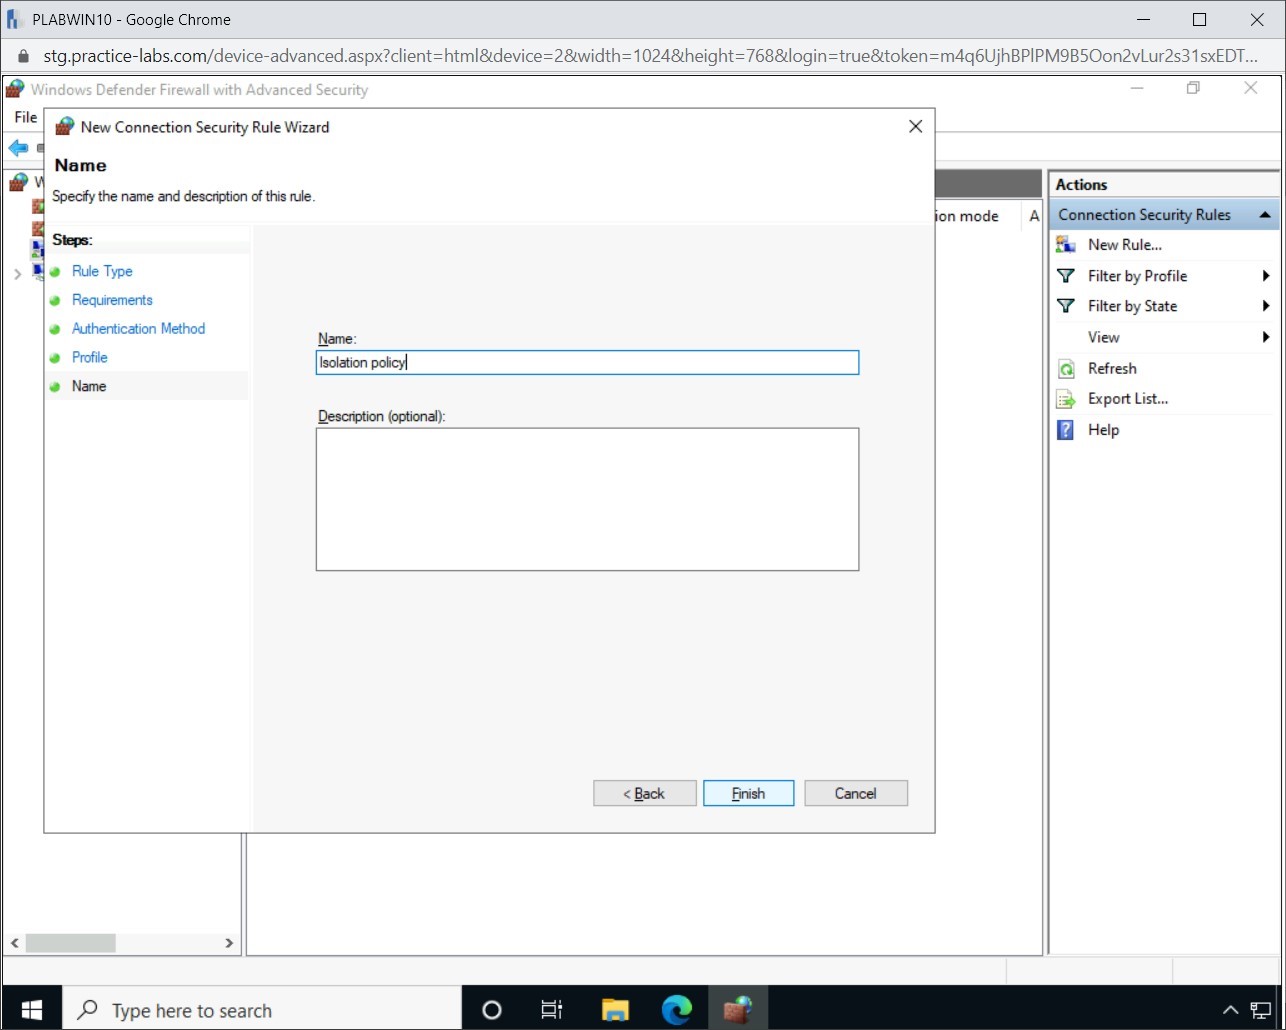 PLABWIN10 - Google Chrome
stg.practice-labs.com/device-advanced.aspx?client=html&device=2&width=1024&height=768&login=true&token=m4q6UjhBPlPM9B5Oon2vLur2s31sxEDT...
Windows Defender Firewall with Advanced Security
File
New Connection Security Rule Wizard
Name
Specify the name and description of this rule.
Steps:
Rule Type
Requirements
Authentication Method
Profile
Name
Name:
Isolation policy
Description (optional):
< Back
Finish
Cancel
W
ion mode
A
Actions
Connection Security Rules
New Rule...
Filter by Profile
Filter by State
View
Refresh
Export List...
Help
Type here to search